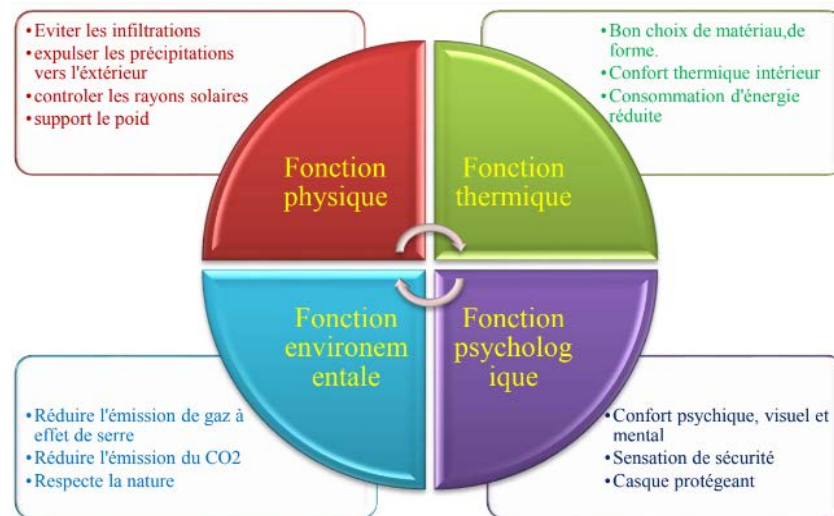 • Eviter les infiltrations
• expulser les précipitations
vers l'éxtérieur
• controler les rayons solaires
• support le poid
• Bon choix de matériau,de
forme.
• Confort thermique intérieur
• Consommation d'énergie
réduite
Fonction
physique
Fonction
thermique
Fonction
environem
entale
Fonction
psycholog
ique
• Réduire l'émission de gaz à
effet de serre
• Réduire l'émission du CO2
• Respecte la nature
• Confort psychique, visuel et
mental
• Sensation de sécurité
• Casque protégeant